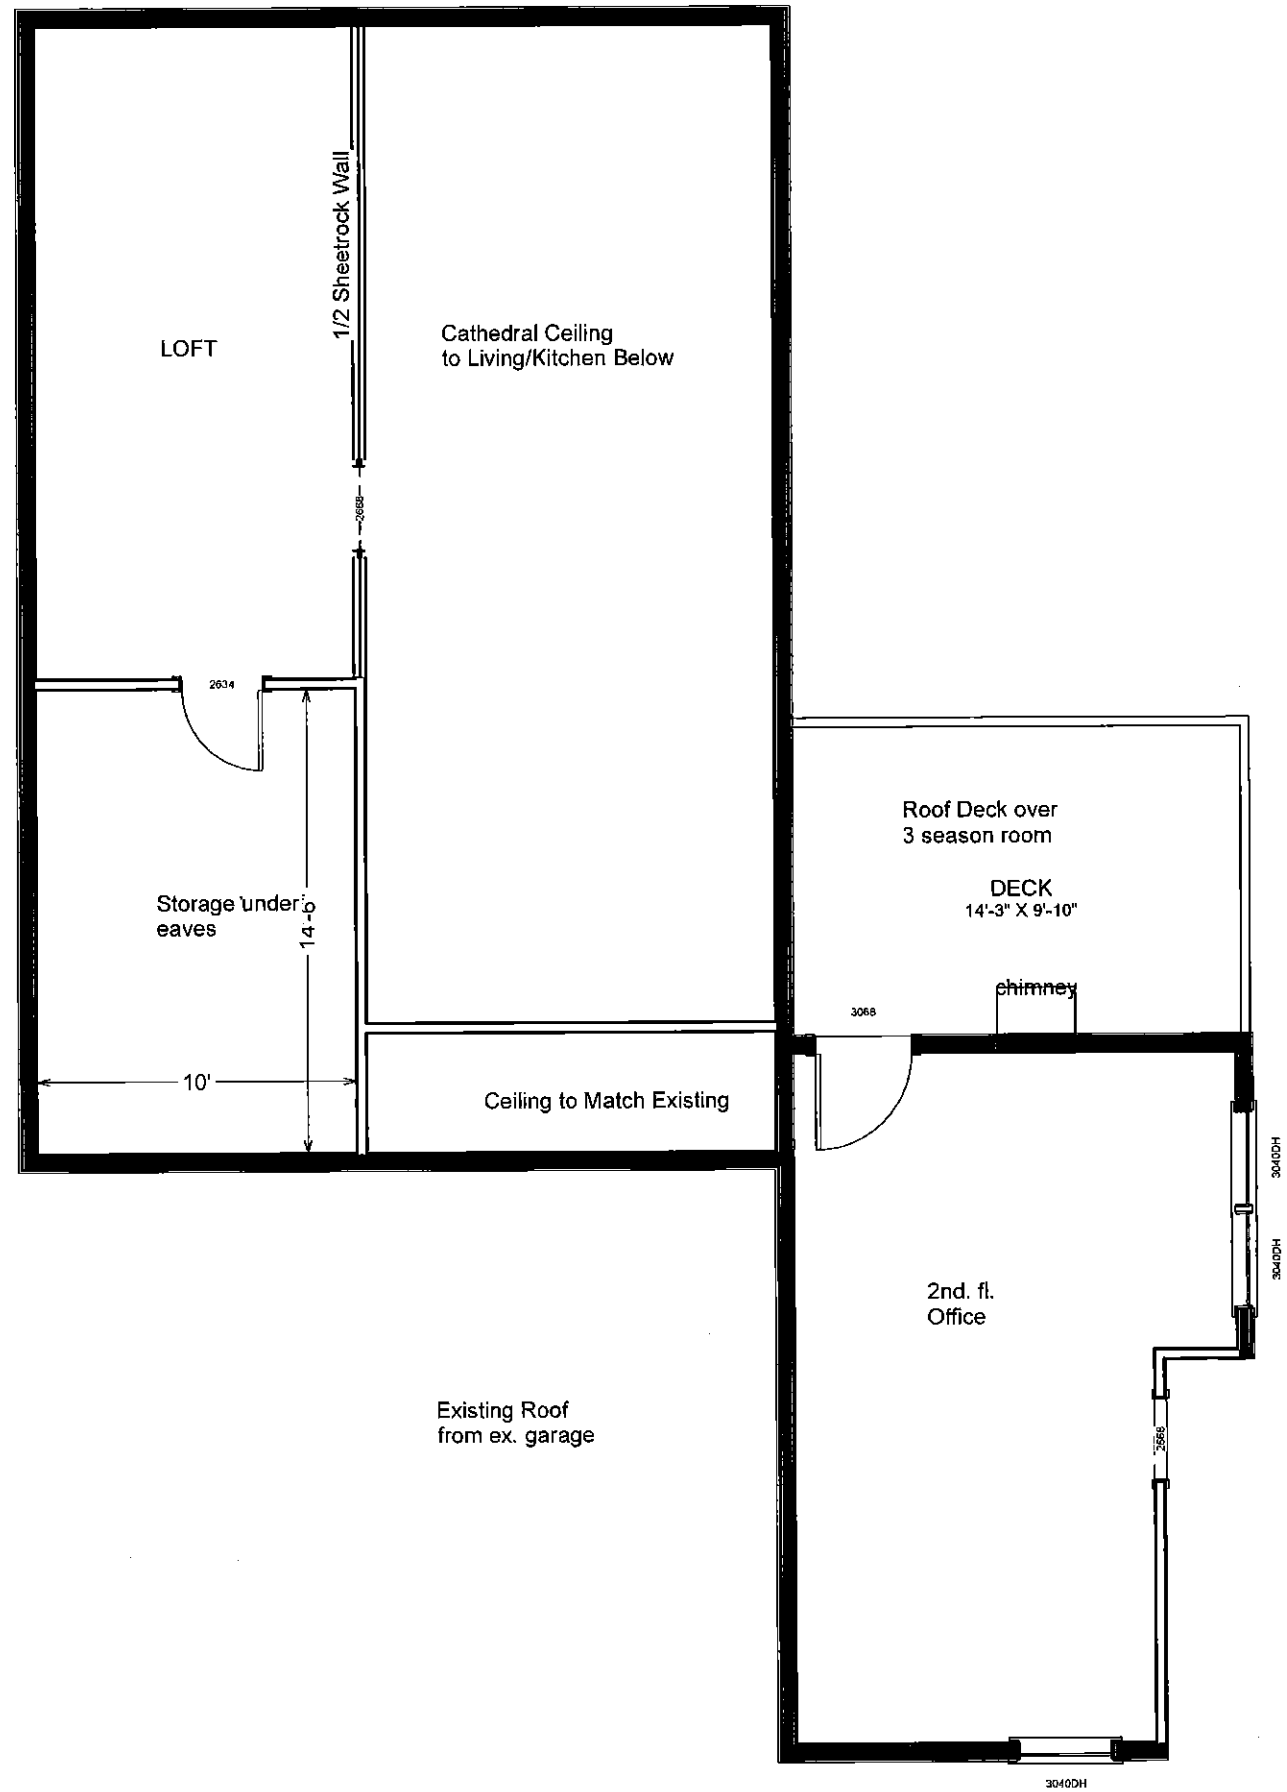 1/2 Sheetrock Wall
LOFT
Cathedral Ceiling
to Living/Kitchen Below
2668
2634
Roof Deck over
3 season room
DECK
14'-3" X 9'-10"
Storage under
eaves
14'-6"
chimney
3068
10'
Ceiling to Match Existing
3040DH
3040DH
2nd. fl.
Office
Existing Roof
from ex. garage
2668
3040DH